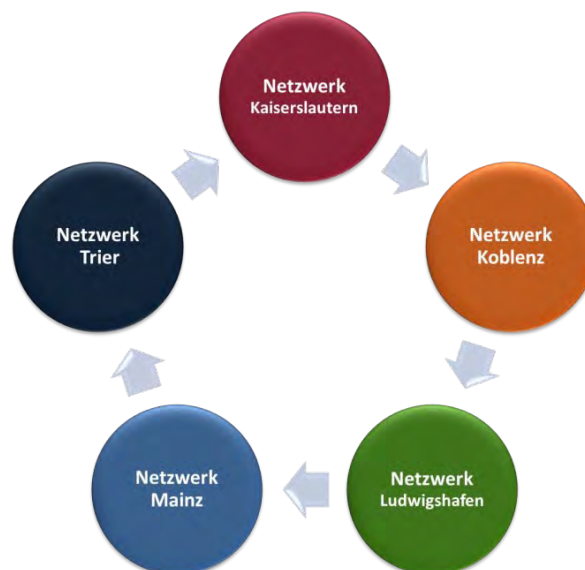 Netzwerk
Kaiserslautern
Netzwerk
Koblenz
Netzwerk
Ludwigshafen
Netzwerk
Mainz
Netzwerk
Trier